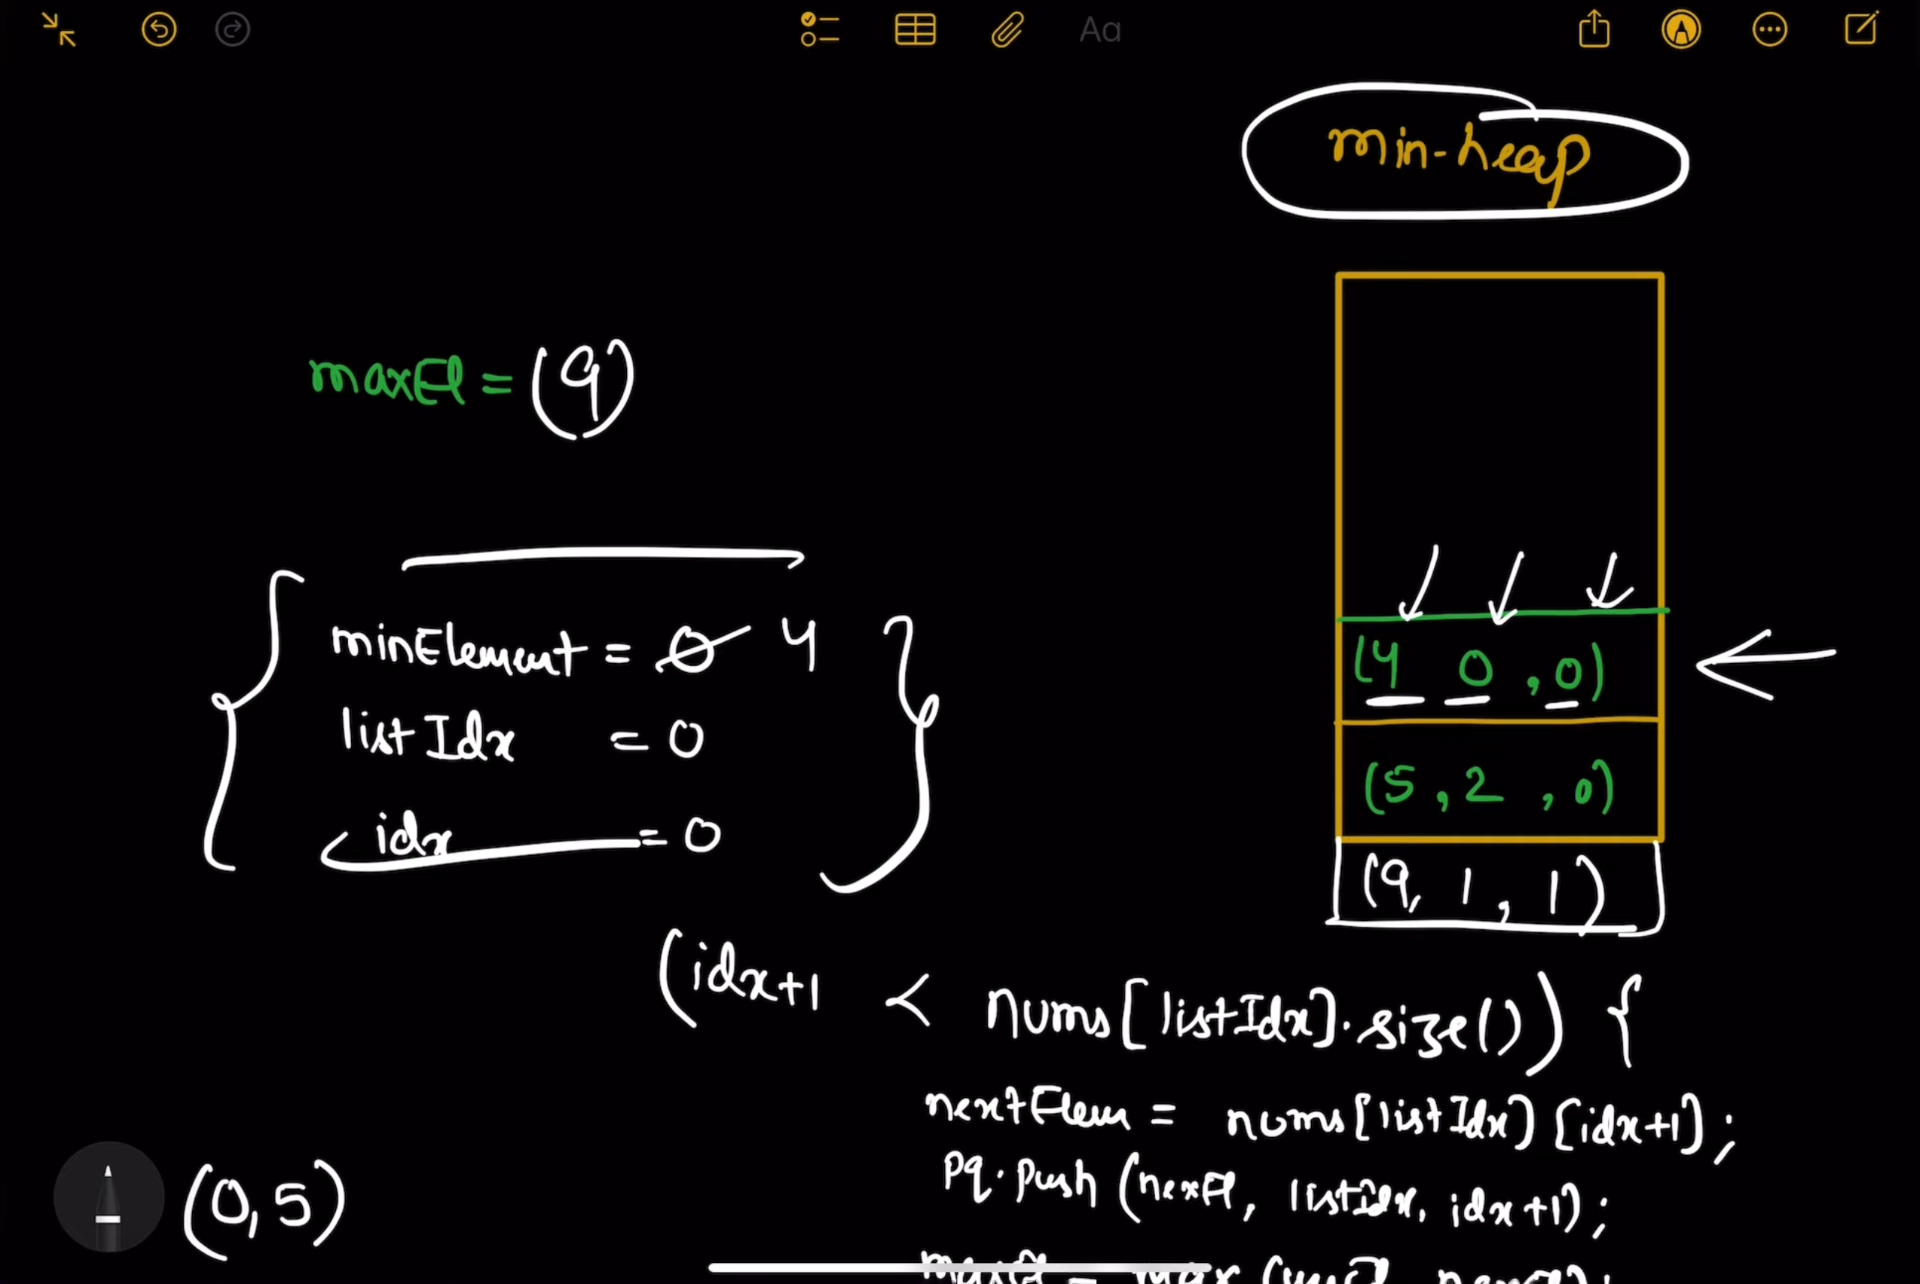 Aa
min-heap
maxEl = (9)
minElement = 0 4
listIdx = 0
idx = 0
(4 0 , 0)
(5 , 2 , 0)
(9, 1 , 1)
(idx+1 < nums[listIdx].size()) {
nextElem = nums[listIdx][idx+1];
pq.push (nexEl, listIdx, idx+1);
(0,5)
max